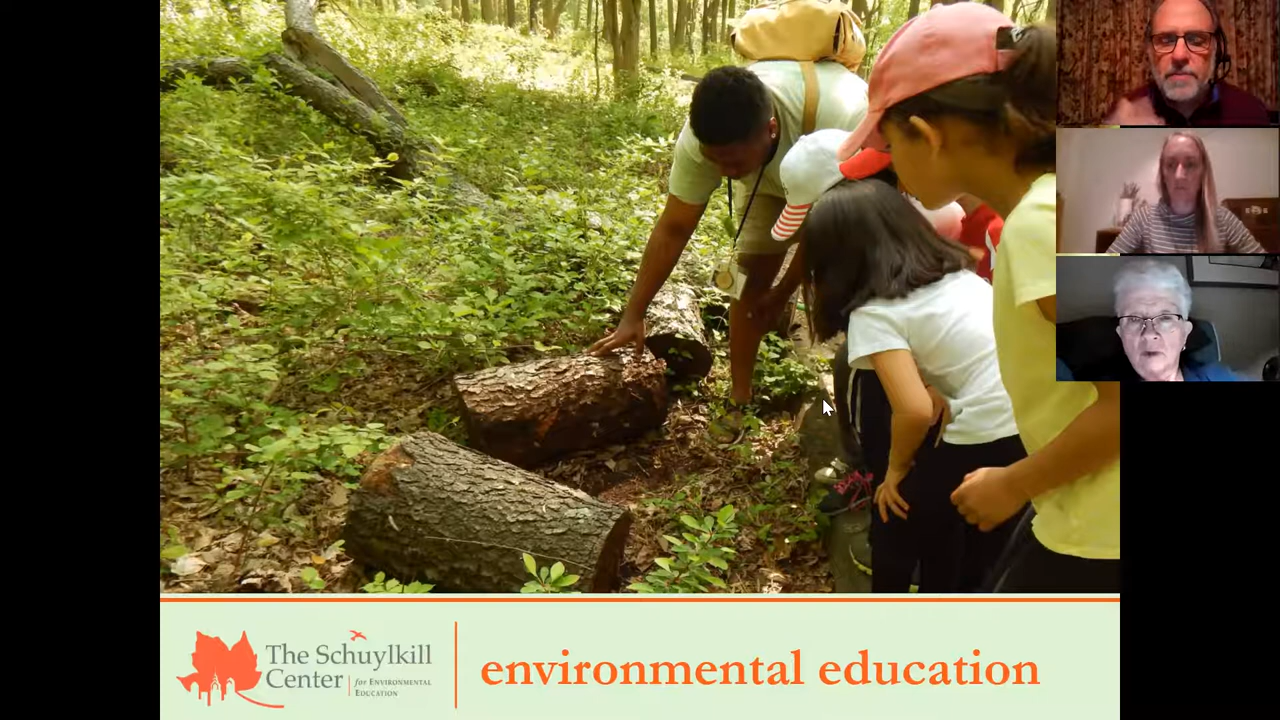 The Schuylkill
Center
for ENVIRONMENTAL
EDUCATION
environmental education